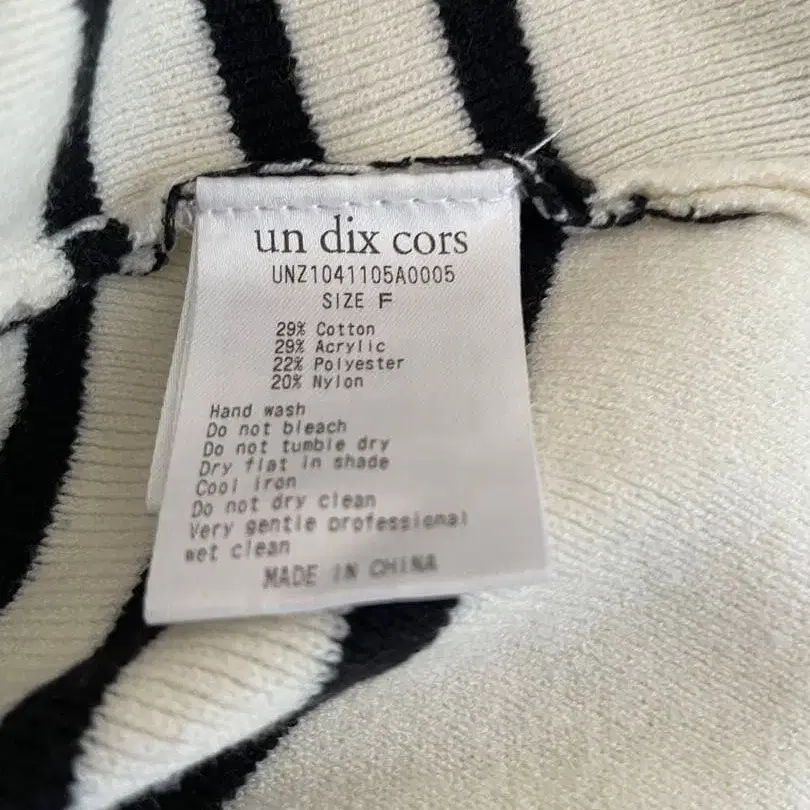 un dix cors
UNZ1041105A0005
SIZE F
29% Cotton
29% Acrylic
22% Polyester
20% Nylon
Hand wash
Do not bleach
Do not tumble dry
Dry flat in shade
Cool iron
Do not dry clean
Very gentle professional
wet clean
MADE IN CHINA